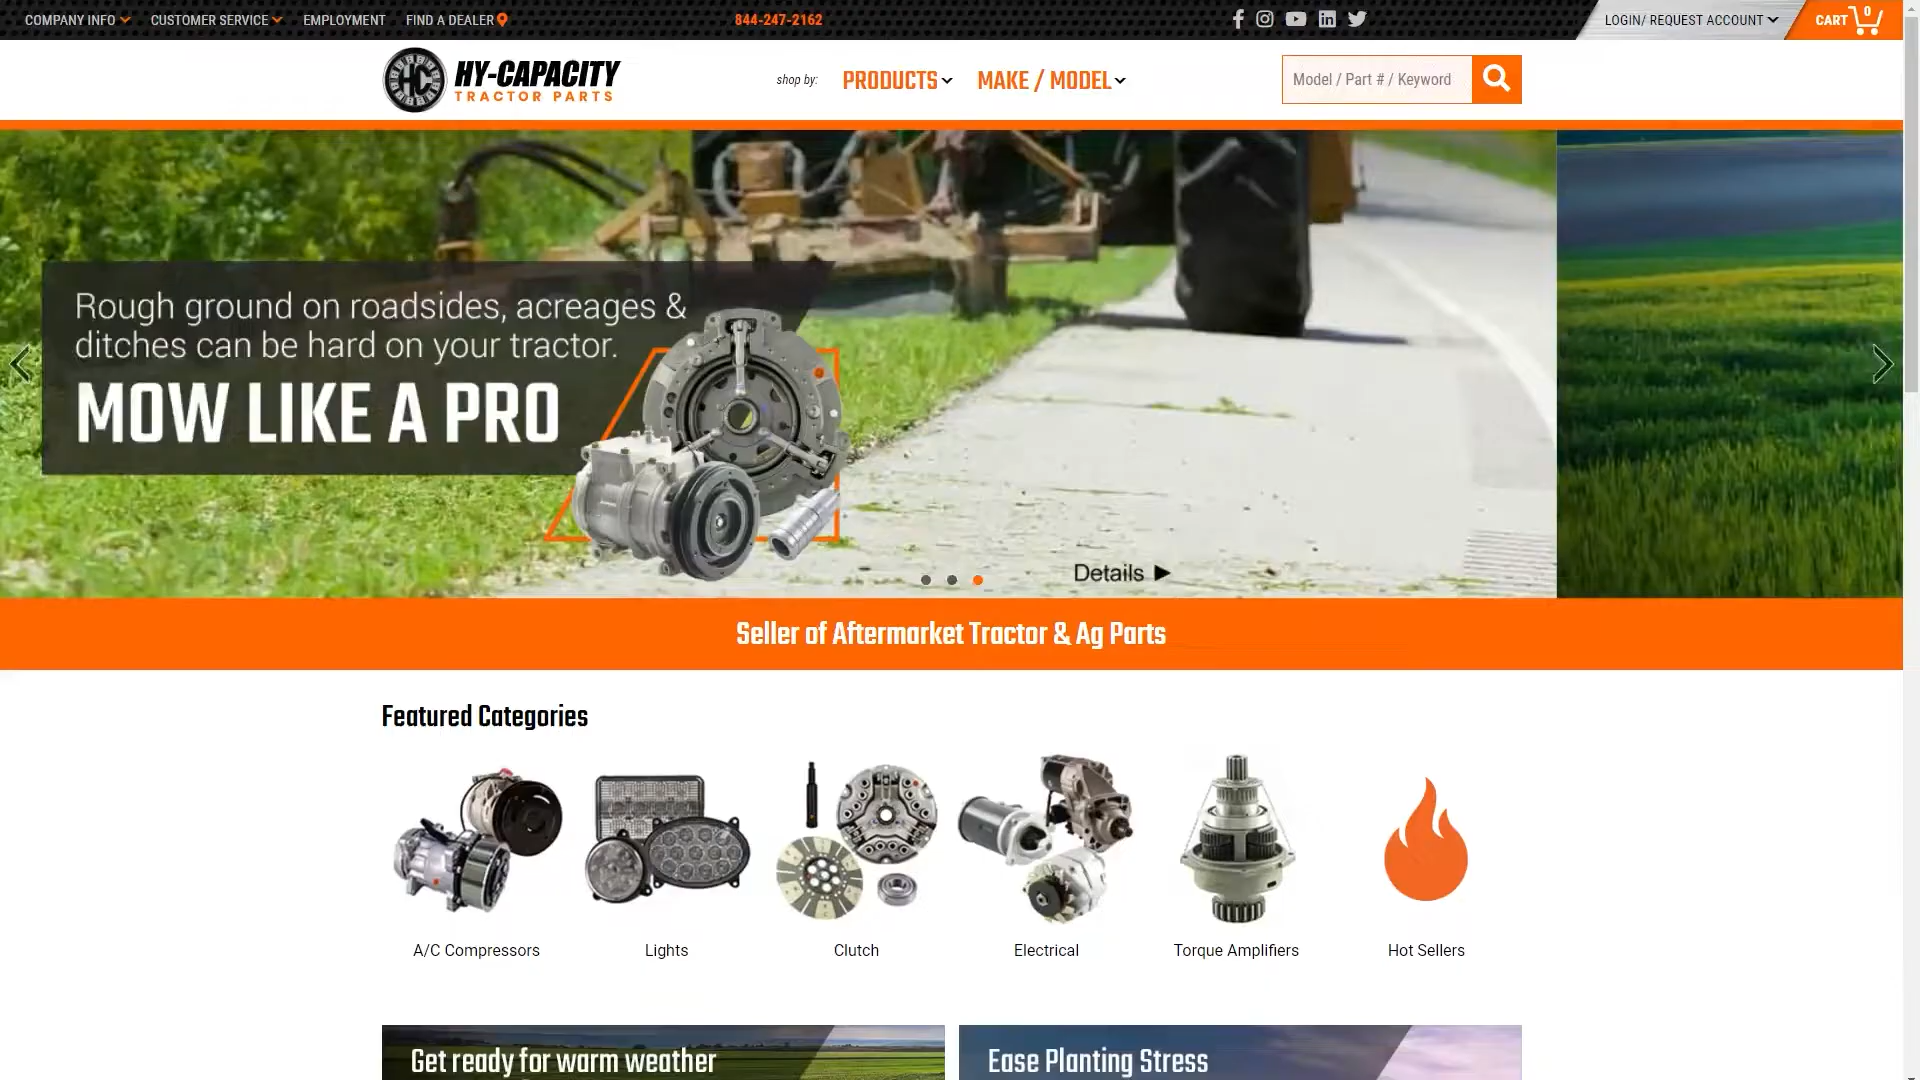 COMPANY INFO
CUSTOMER SERVICE
EMPLOYMENT
FIND A DEALER
844-247-2162
LOGIN/ REQUEST ACCOUNT
CART
0
HC
HY-CAPACITY
TRACTOR PARTS
shop by:
PRODUCTS
MAKE / MODEL
Model / Part # / Keyword
Rough ground on roadsides, acreages &
ditches can be hard on your tractor.
MOW LIKE A PRO
Details
Seller of Aftermarket Tractor & Ag Parts
Featured Categories
A/C Compressors
Lights
Clutch
Electrical
Torque Amplifiers
Hot Sellers
Get ready for warm weather
Ease Planting Stress